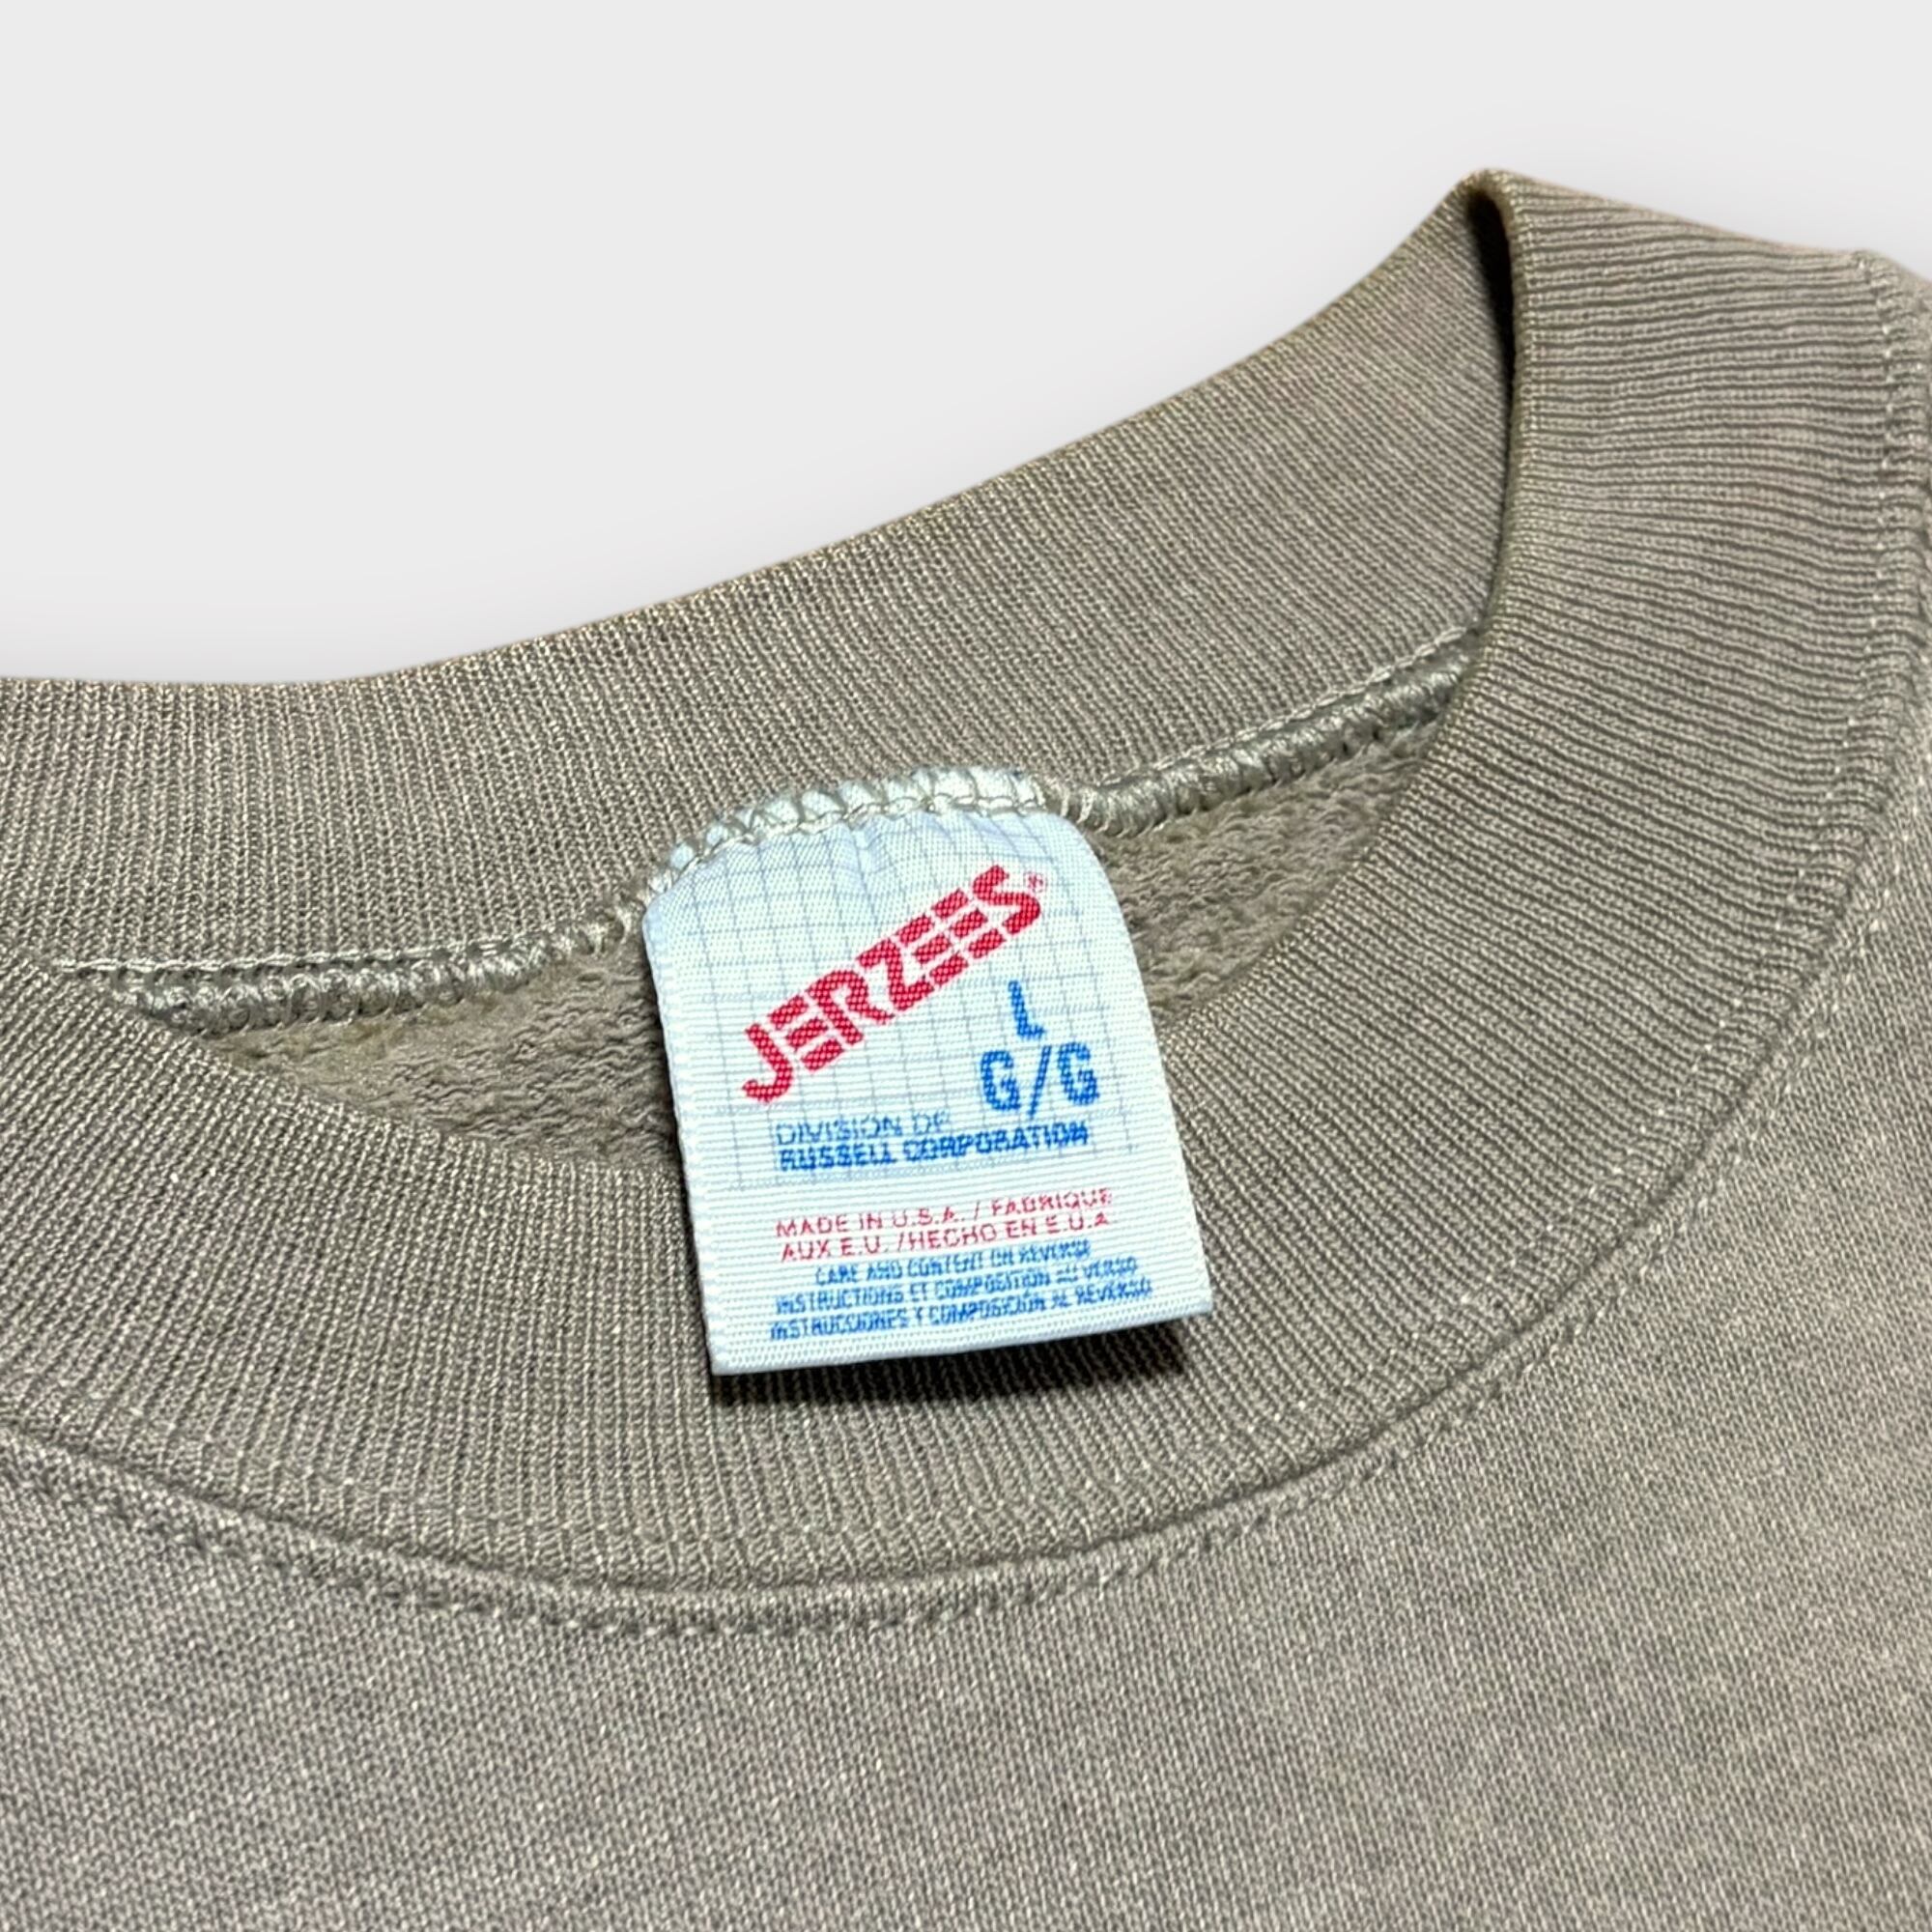 JERZEES®
L
G/G
DIVISION OF
RUSSELL CORPORATION
MADE IN U.S.A. / FABRIQUE
AUX E.U. /HECHO EN E.U.A
CARE AND CONTENT ON REVERSE
INSTRUCTIONS ET COMPOSITION AU VERSO
INSTRUCCIONES Y COMPOSICIÓN AL REVERSO